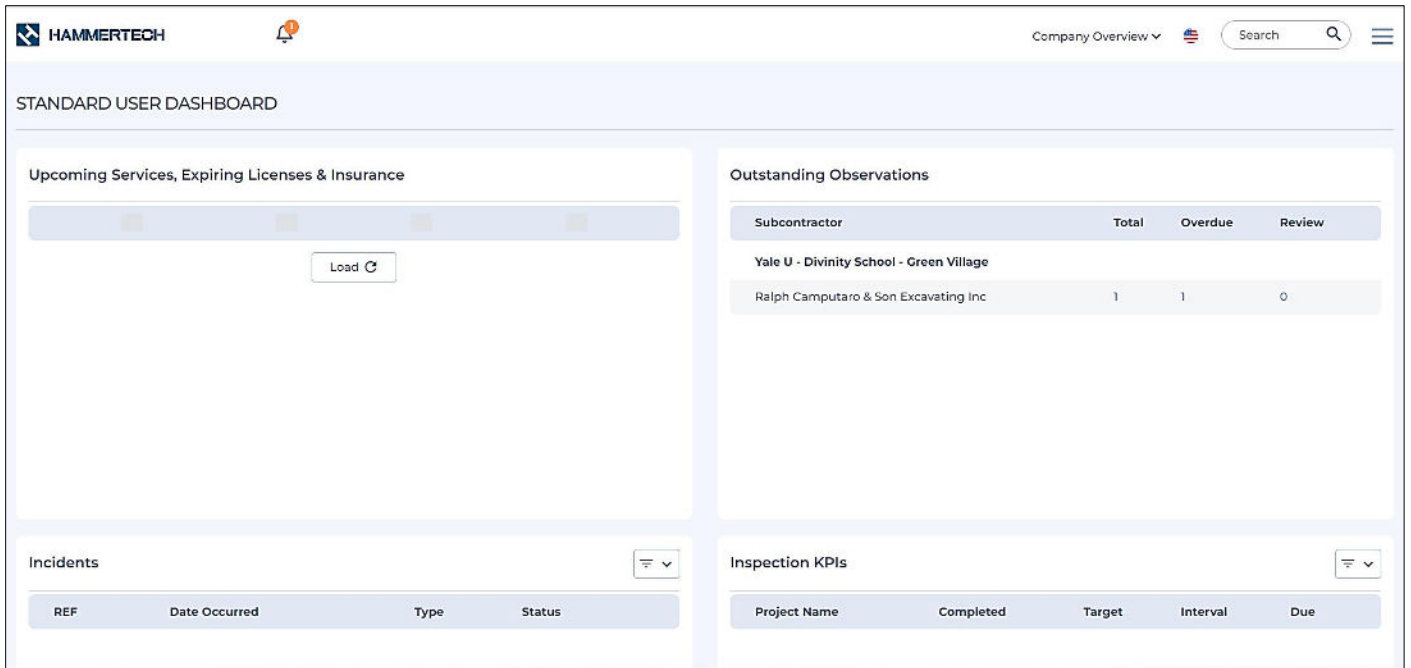 HAMMERTECH
1
Company Overview
Search
STANDARD USER DASHBOARD
Upcoming Services, Expiring Licenses & Insurance
Load
Outstanding Observations
Subcontractor Total Overdue Review
Yale U - Divinity School - Green Village
Ralph Camputaro & Son Excavating Inc 1 1 0
Incidents
REF Date Occurred Type Status
Inspection KPIs
Project Name Completed Target Interval Due